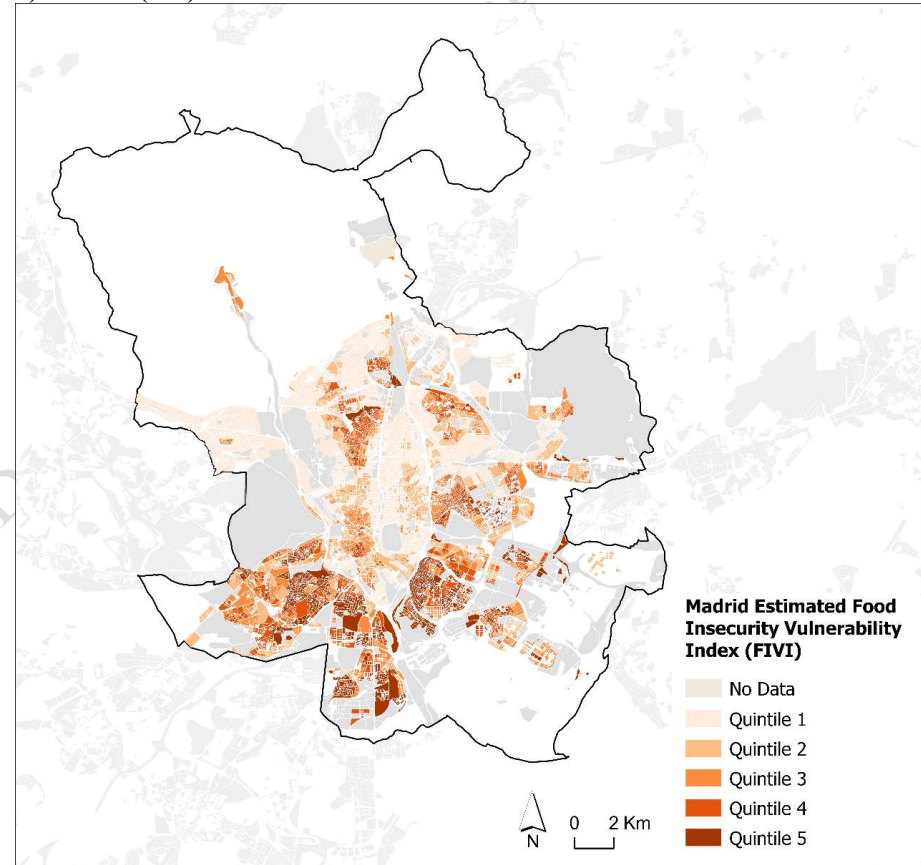 Madrid Estimated Food
Insecurity Vulnerability
Index (FIVI)
No Data
Quintile 1
Quintile 2
Quintile 3
Quintile 4
Quintile 5
N
0 2 Km